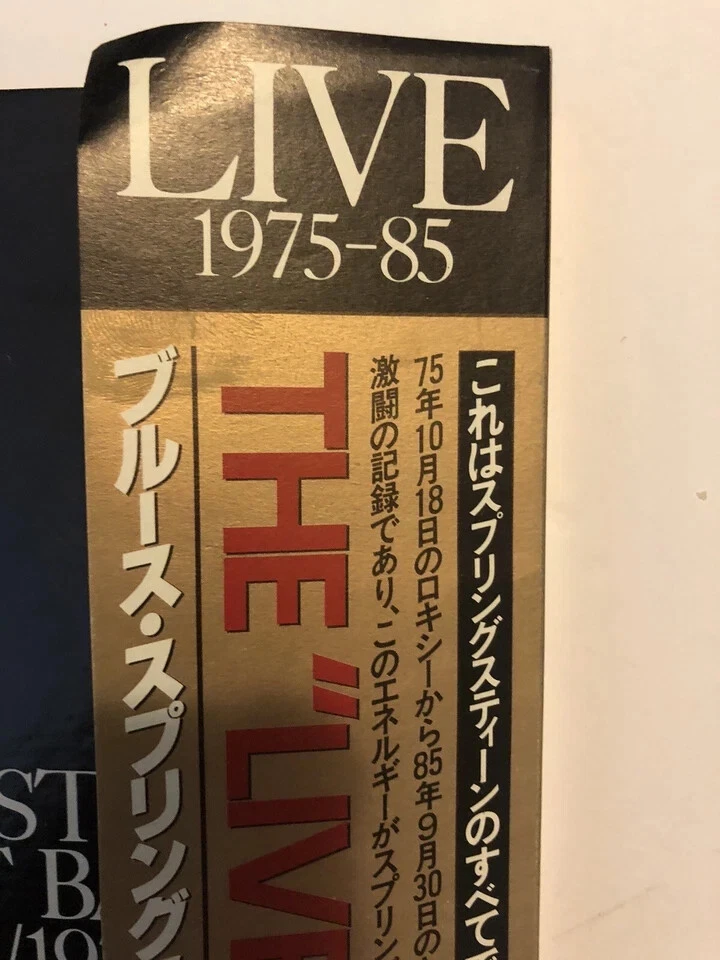 LIVE
1975-85
これはスプリングスティーンのすべてで
75年10月18日のロキシーから85年9月30日の
激闘の記録であり、このエネルギーがスプリン
THE "LIVE
ブルース・スプリング
ST
BA
/197